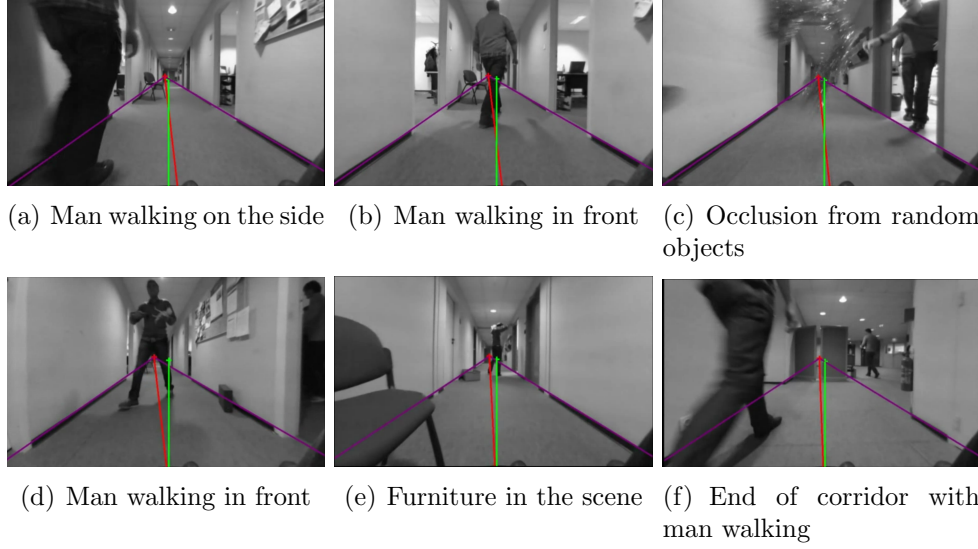 (a) Man walking on the side
(b) Man walking in front
(c) Occlusion from random
objects
(d) Man walking in front
(e) Furniture in the scene
(f) End of corridor with
man walking